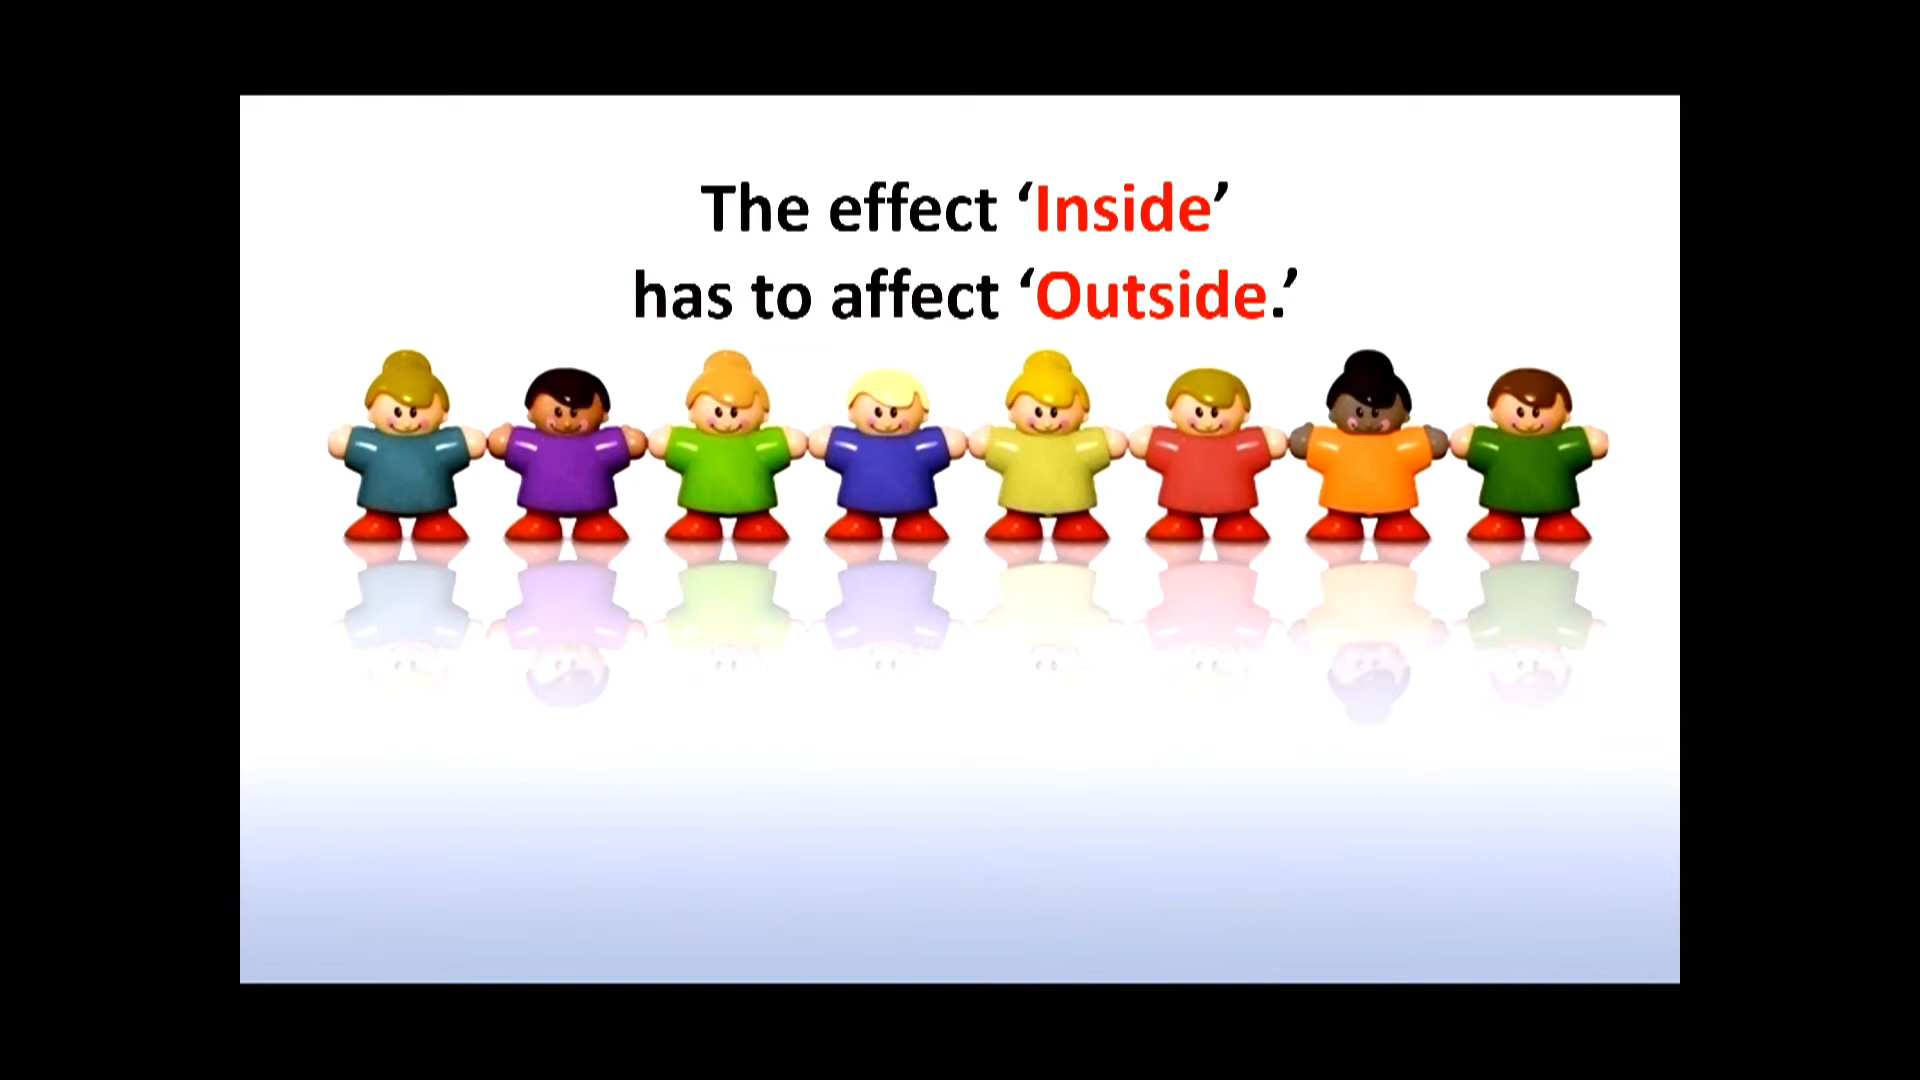 The effect ‘Inside’
has to affect ‘Outside.’